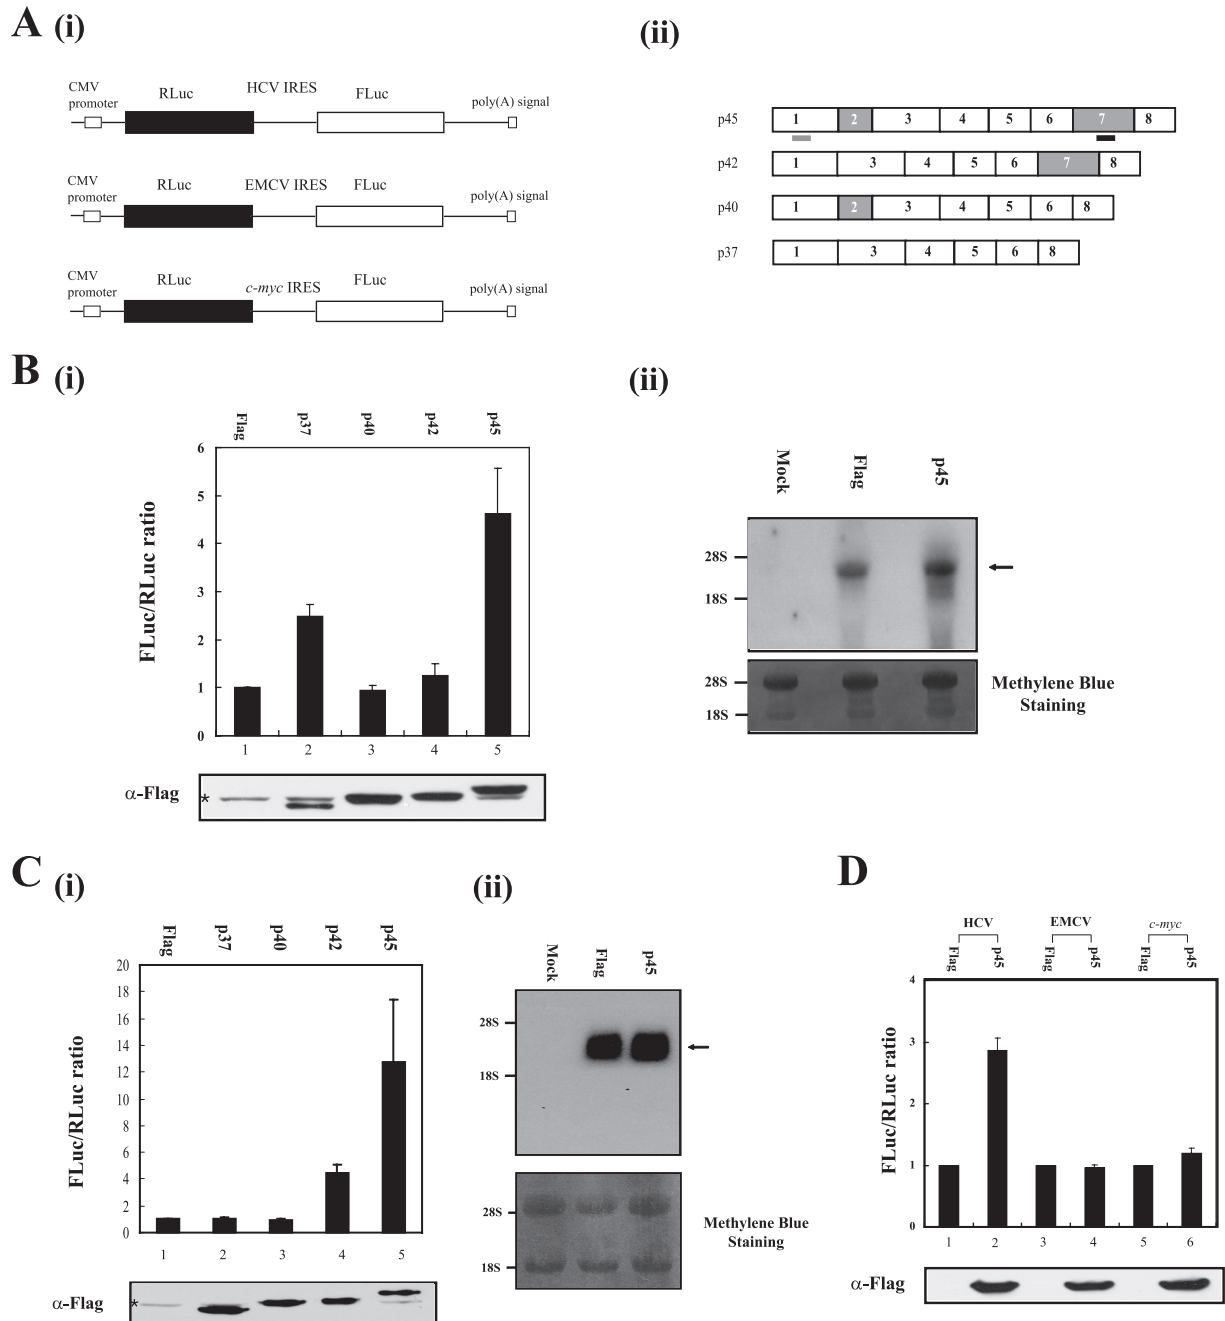 A (i)
CMV promoter RLuc HCV IRES FLuc poly(A) signal
CMV promoter RLuc EMCV IRES FLuc poly(A) signal
CMV promoter RLuc c-myc IRES FLuc poly(A) signal
(ii)
p45 1 2 3 4 5 6 7 8
p42 1 3 4 5 6 7 8
p40 1 2 3 4 5 6 8
p37 1 3 4 5 6 8
B (i)
Flag p37 p40 p42 p45
FLuc/RLuc ratio
6
5
4
3
2
1
0
1 2 3 4 5
α-Flag *
(ii)
Mock Flag p45
28S
18S
28S
18S
Methylene Blue
Staining
C (i)
Flag p37 p40 p42 p45
FLuc/RLuc ratio
20
18
16
14
12
10
8
6
4
2
0
1 2 3 4 5
α-Flag *
(ii)
Mock Flag p45
28S
18S
28S
18S
Methylene Blue
Staining
D
HCV EMCV c-myc
Flag p45 Flag p45 Flag p45
FLuc/RLuc ratio
4
3
2
1
0
1 2 3 4 5 6
α-Flag